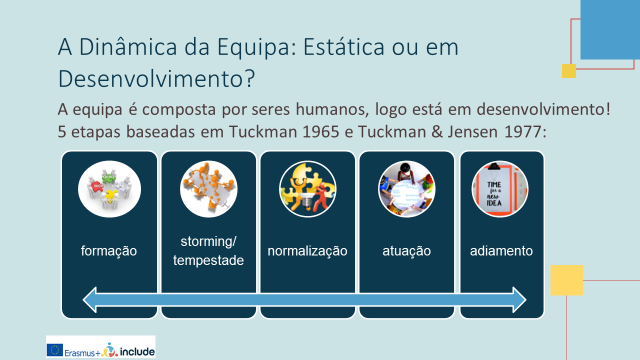 A Dinâmica da Equipa: Estática ou em
Desenvolvimento?
A equipa é composta por seres humanos, logo está em desenvolvimento!
5 etapas baseadas em Tuckman 1965 e Tuckman & Jensen 1977:
formação
storming/
tempestade
normalização
atuação
adiamento
TIME
for a
new
IDEA
Erasmus+
include